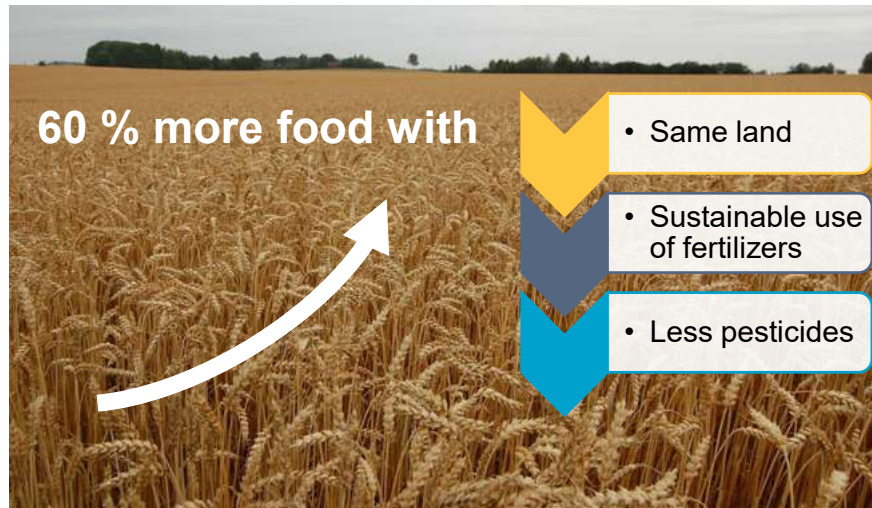 60 % more food with
• Same land
• Sustainable use
of fertilizers
• Less pesticides